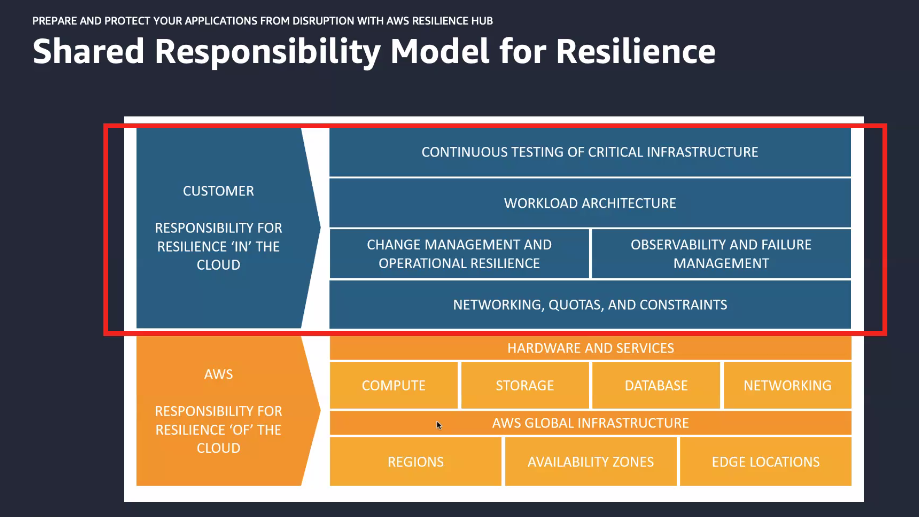 PREPARE AND PROTECT YOUR APPLICATIONS FROM DISRUPTION WITH AWS RESILIENCE HUB
Shared Responsibility Model for Resilience
CUSTOMER
RESPONSIBILITY FOR
RESILIENCE ‘IN’ THE
CLOUD
CONTINUOUS TESTING OF CRITICAL INFRASTRUCTURE
WORKLOAD ARCHITECTURE
CHANGE MANAGEMENT AND
OPERATIONAL RESILIENCE
OBSERVABILITY AND FAILURE
MANAGEMENT
NETWORKING, QUOTAS, AND CONSTRAINTS
AWS
RESPONSIBILITY FOR
RESILIENCE ‘OF’ THE
CLOUD
HARDWARE AND SERVICES
COMPUTE
STORAGE
DATABASE
NETWORKING
AWS GLOBAL INFRASTRUCTURE
REGIONS
AVAILABILITY ZONES
EDGE LOCATIONS